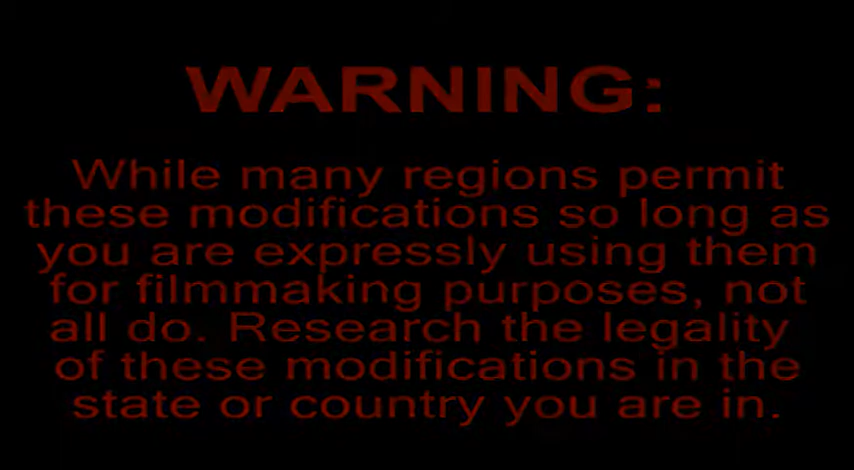 WARNING:
While many regions permit
these modifications so long as
you are expressly using them
for filmmaking purposes, not
all do. Research the legality
of these modifications in the
state or country you are in.